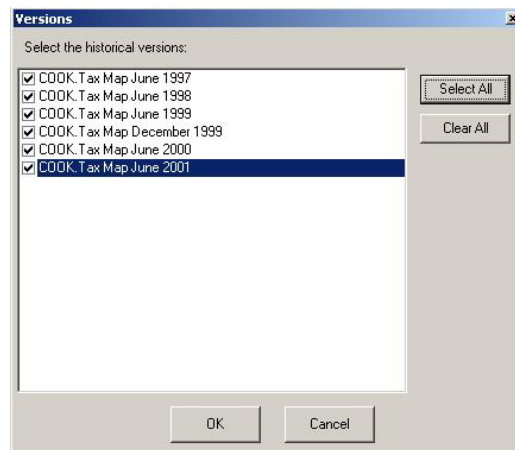 Versions
Select the historical versions:
COOK.Tax Map June 1997
COOK.Tax Map June 1998
COOK.Tax Map June 1999
COOK.Tax Map December 1999
COOK.Tax Map June 2000
COOK.Tax Map June 2001
Select All
Clear All
OK
Cancel